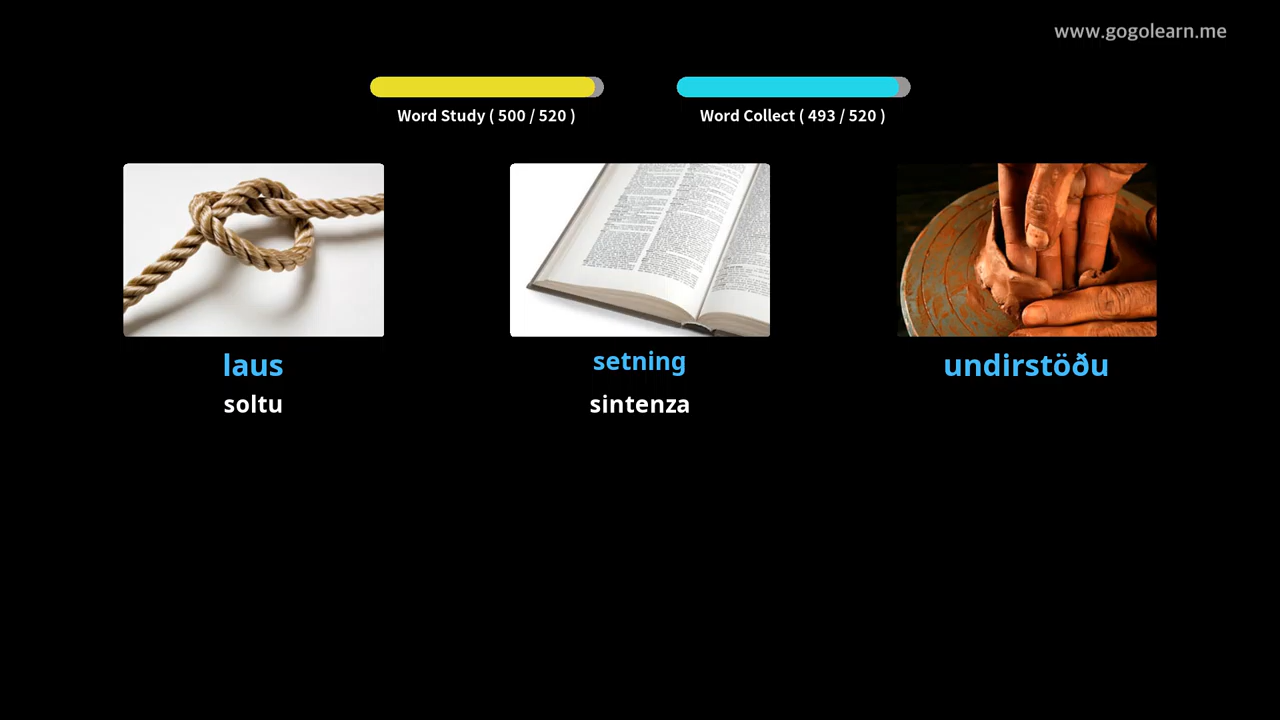 www.gogolearn.me
Word Study ( 500 / 520 )
Word Collect ( 493 / 520 )
laus
setning
undirstöðu
soltu
sintenza